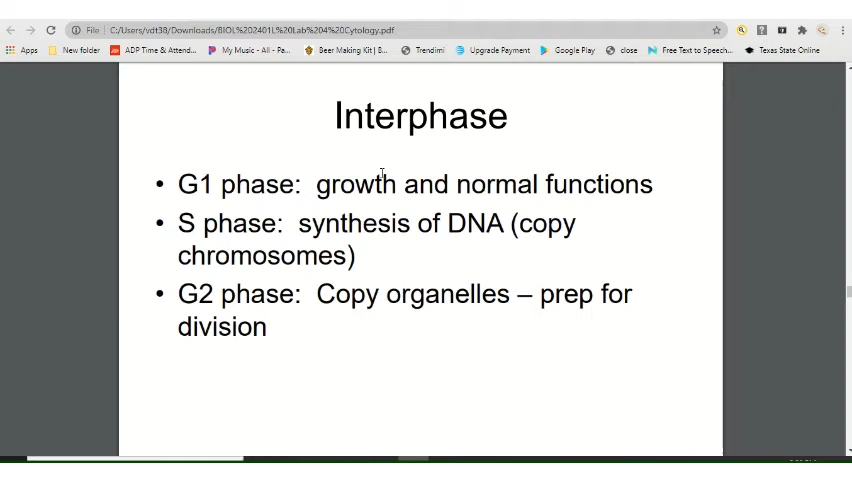 File C:/Users/vdt38/Downloads/BIOL%202401L%20Lab%204%20Cytology.pdf
Apps New folder ADP Time & Attend... My Music - All - Pa... Beer Making Kit | B... Trendimi Upgrade Payment Google Play close Free Text to Speech... Texas State Online
Interphase
• G1 phase: growth and normal functions
• S phase: synthesis of DNA (copy
chromosomes)
• G2 phase: Copy organelles – prep for
division